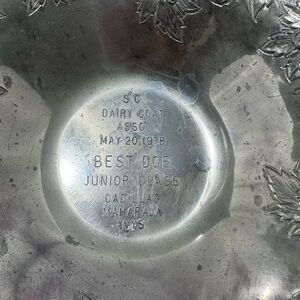 S C
DAIRY GOAT
ASSC
MAY 20, 1978
BEST DOE
JUNIOR CLASS
CADILLAC
MAHARAJA